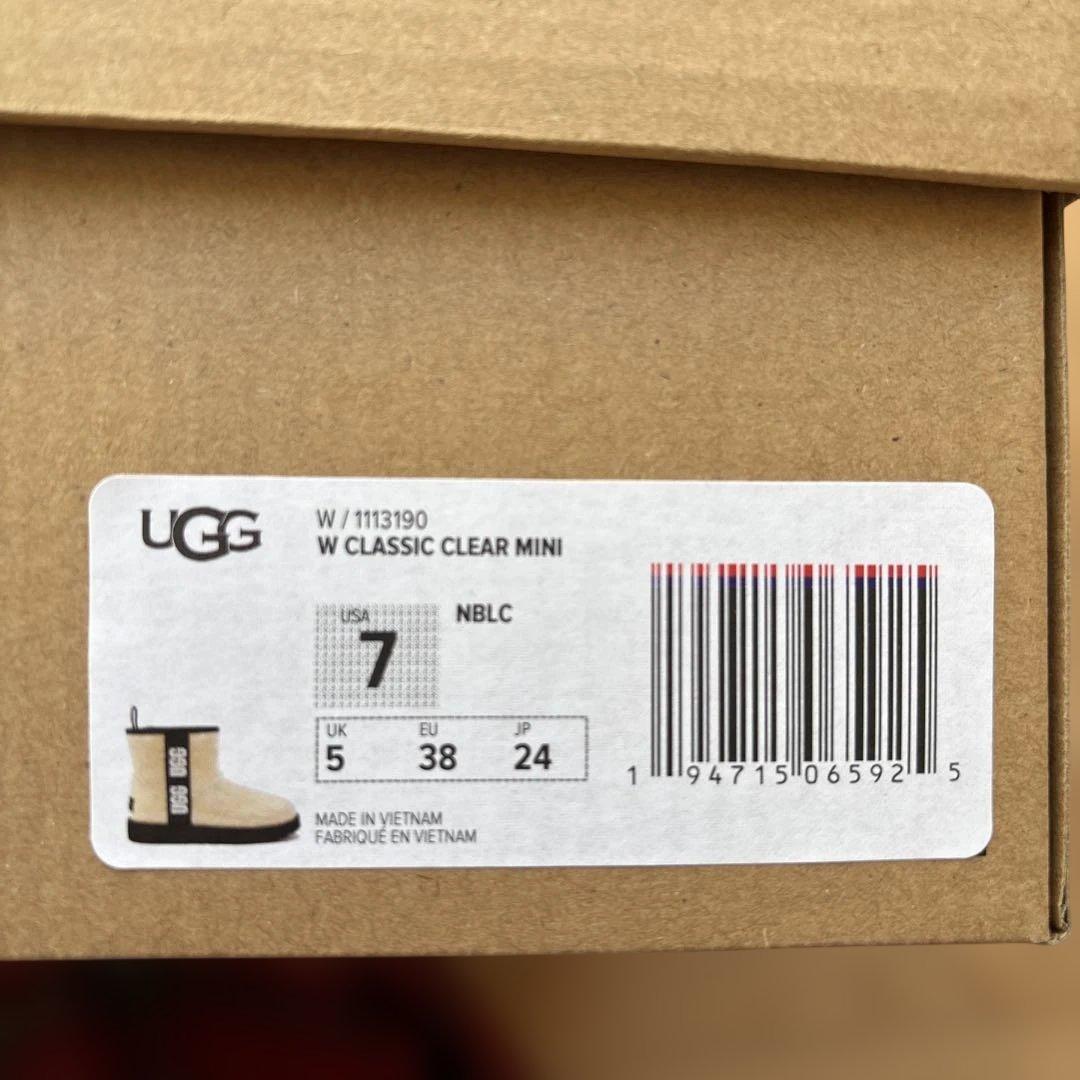 UGG
W / 1113190
W CLASSIC CLEAR MINI
USA
7
NBLC
UK EU JP
5 38 24
MADE IN VIETNAM
FABRIQUÉ EN VIETNAM
UGG UGG
1 94715 06592 5